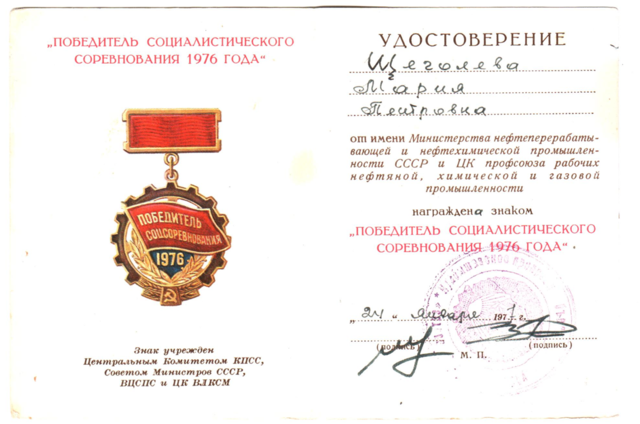 „ПОБЕДИТЕЛЬ СОЦИАЛИСТИЧЕСКОГО
СОРЕВНОВАНИЯ 1976 ГОДА“
ПОБЕДИТЕЛЬ
СОЦСОРЕВНОВАНИЯ
1976
Знак учрежден
Центральным Комитетом КПСС,
Советом Министров СССР,
ВЦСПС и ЦК ВЛКСМ
УДОСТОВЕРЕНИЕ
Щеголева
Мария
Петровна
от имени Министерства нефтеперерабаты-
вающей и нефтехимической промышлен-
ности СССР и ЦК профсоюза рабочих
нефтяной, химической и газовой
промышленности
награждена знаком
„ПОБЕДИТЕЛЬ СОЦИАЛИСТИЧЕСКОГО
СОРЕВНОВАНИЯ 1976 ГОДА“
„24“ января 1977 г.
(подпись) (подпись)
М. П.